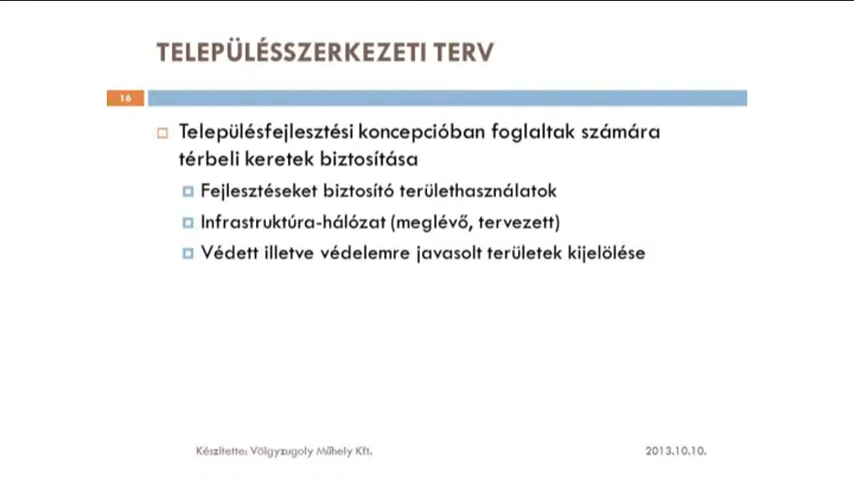 TELEPÜLÉSSZERKEZETI TERV
16
Településfejlesztési koncepcióban foglaltak számára
térbeli keretek biztosítása
Fejlesztéseket biztosító területhasználatok
Infrastruktúra-hálózat (meglévő, tervezett)
Védett illetve védelemre javasolt területek kijelölése
Készítette: Völgyzugoly Műhely Kft.
2013.10.10.